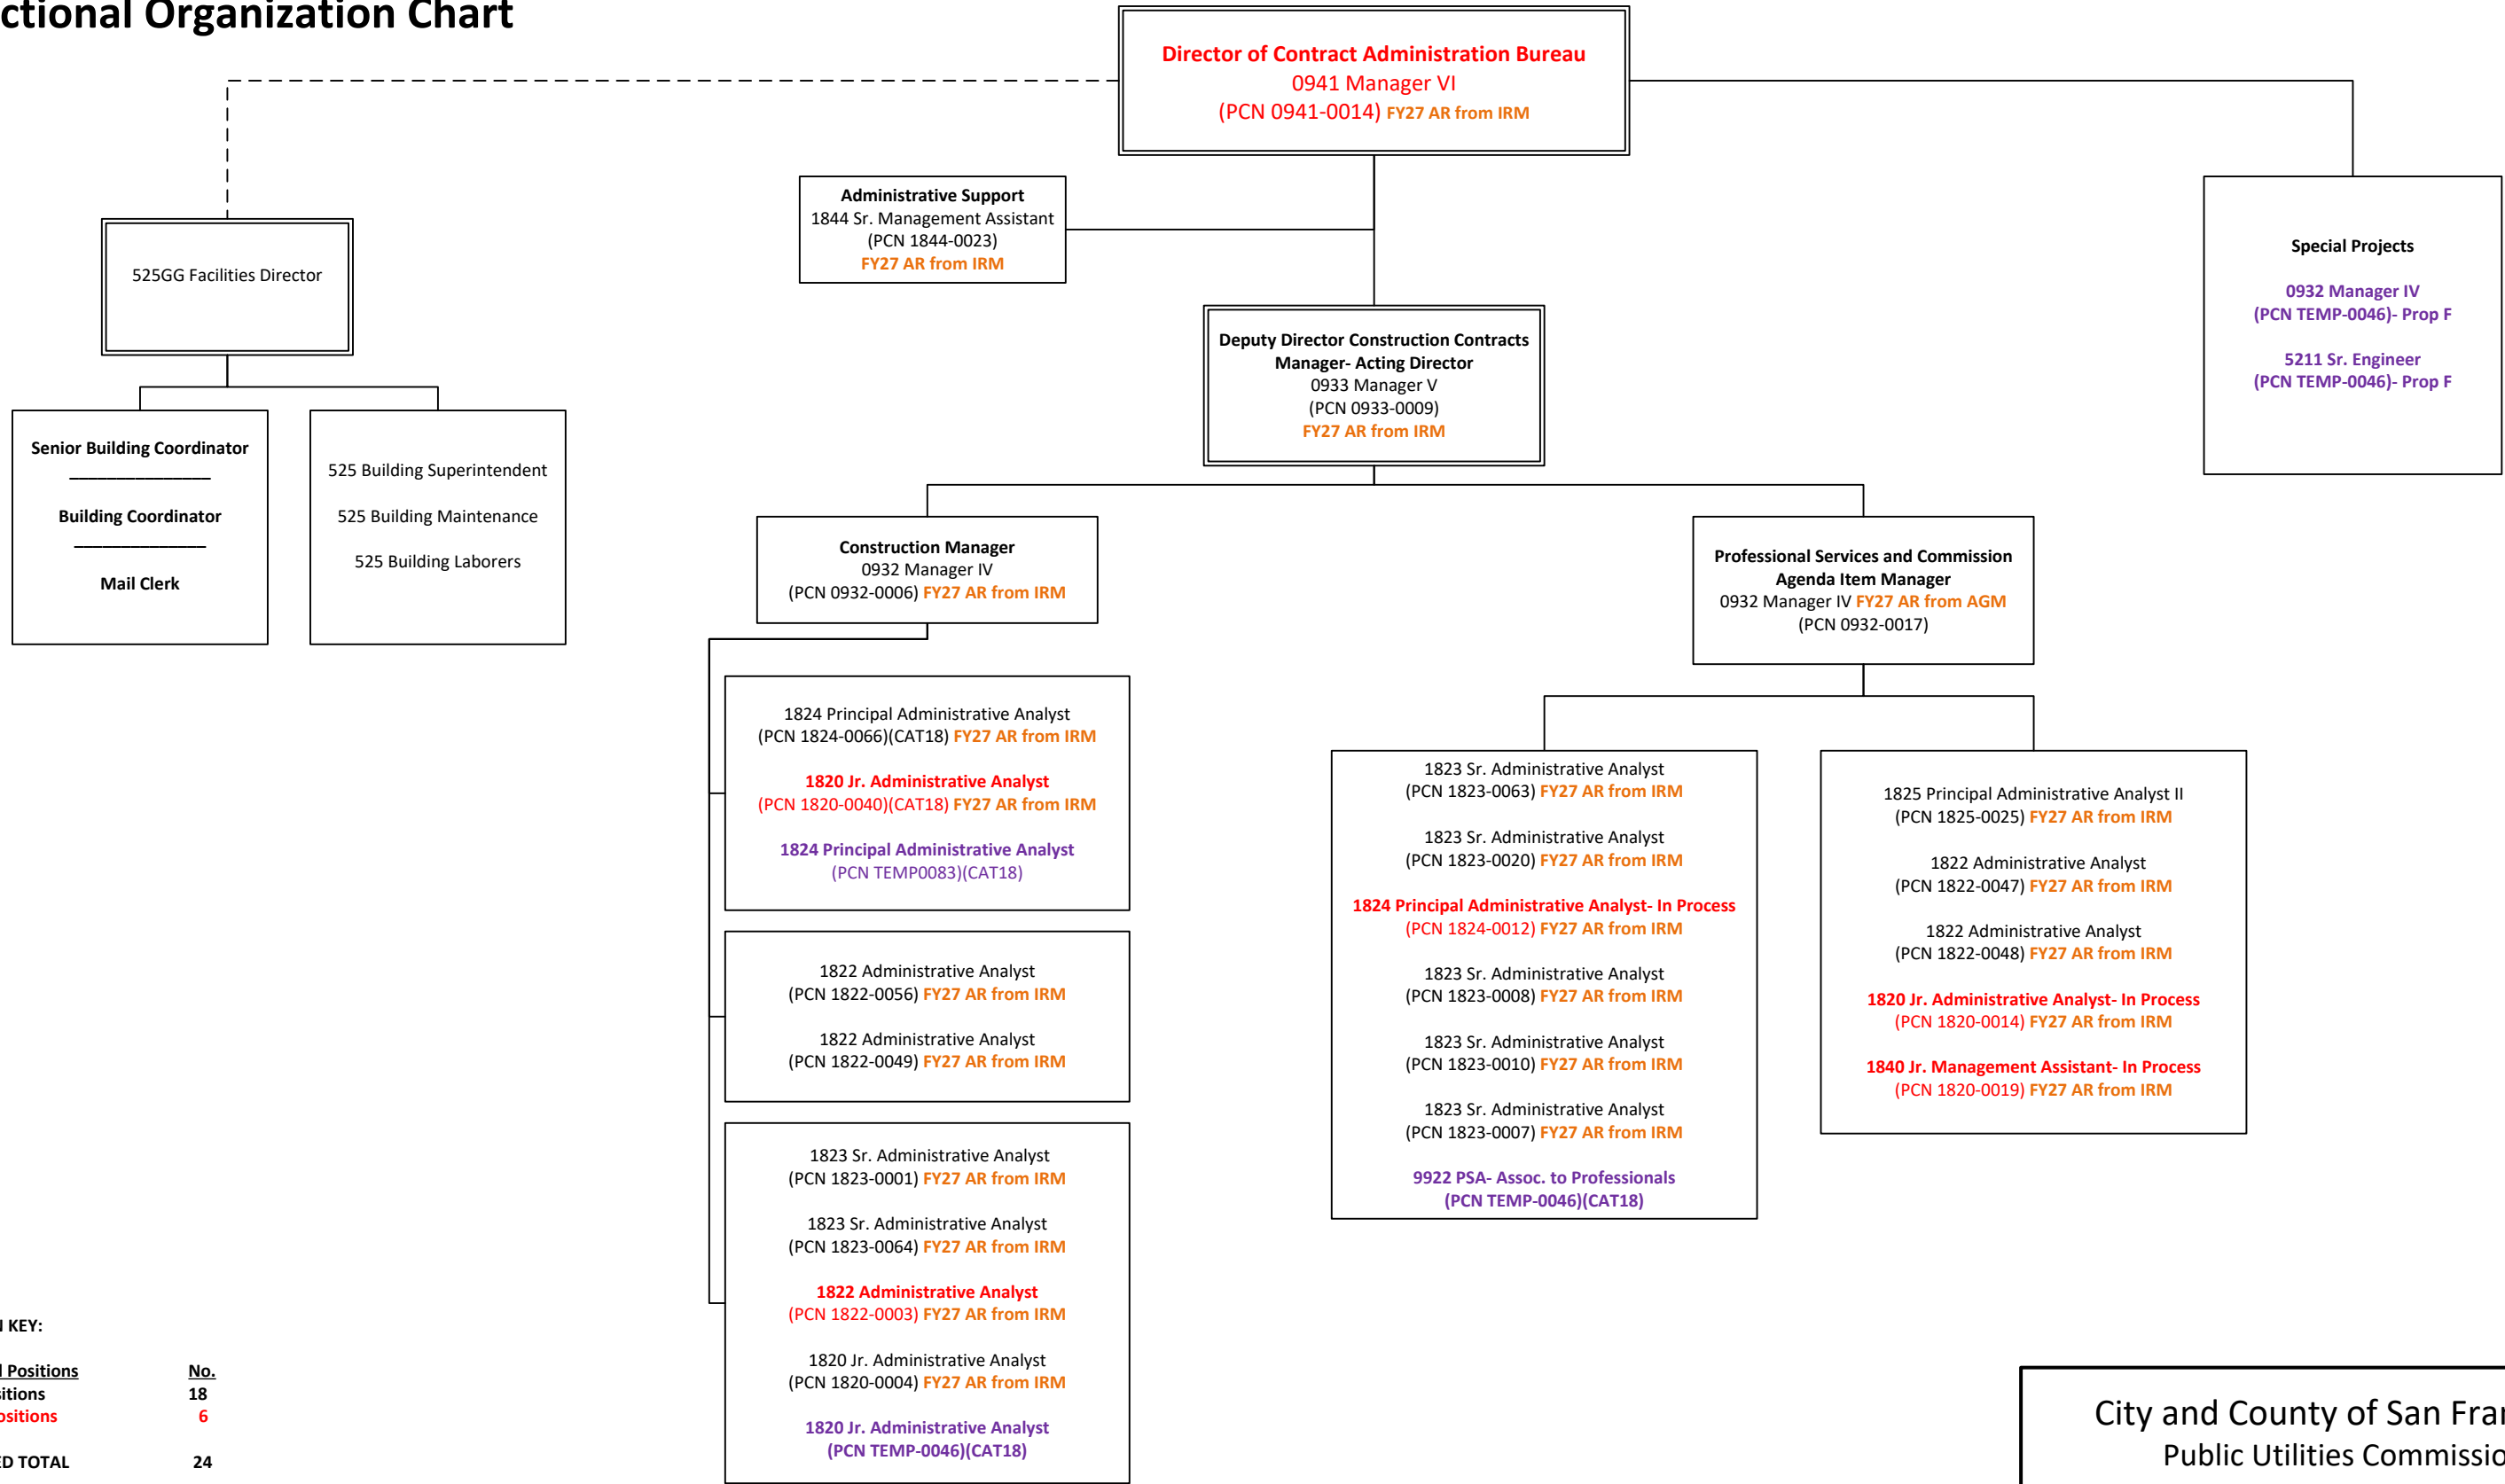 ctional Organization Chart
Director of Contract Administration Bureau
0941 Manager VI
(PCN 0941-0014) FY27 AR from IRM
Administrative Support
1844 Sr. Management Assistant
(PCN 1844-0023)
FY27 AR from IRM
525GG Facilities Director
Special Projects
0932 Manager IV
(PCN TEMP-0046)- Prop F
5211 Sr. Engineer
(PCN TEMP-0046)- Prop F
Deputy Director Construction Contracts
Manager- Acting Director
0933 Manager V
(PCN 0933-0009)
FY27 AR from IRM
Senior Building Coordinator
Building Coordinator
Mail Clerk
525 Building Superintendent
525 Building Maintenance
525 Building Laborers
Construction Manager
0932 Manager IV
(PCN 0932-0006) FY27 AR from IRM
Professional Services and Commission
Agenda Item Manager
0932 Manager IV FY27 AR from AGM
(PCN 0932-0017)
1824 Principal Administrative Analyst
(PCN 1824-0066)(CAT18) FY27 AR from IRM
1820 Jr. Administrative Analyst
(PCN 1820-0040)(CAT18) FY27 AR from IRM
1824 Principal Administrative Analyst
(PCN TEMP0083)(CAT18)
1822 Administrative Analyst
(PCN 1822-0056) FY27 AR from IRM
1822 Administrative Analyst
(PCN 1822-0049) FY27 AR from IRM
1823 Sr. Administrative Analyst
(PCN 1823-0001) FY27 AR from IRM
1823 Sr. Administrative Analyst
(PCN 1823-0064) FY27 AR from IRM
1822 Administrative Analyst
(PCN 1822-0003) FY27 AR from IRM
1820 Jr. Administrative Analyst
(PCN 1820-0004) FY27 AR from IRM
1820 Jr. Administrative Analyst
(PCN TEMP-0046)(CAT18)
1823 Sr. Administrative Analyst
(PCN 1823-0063) FY27 AR from IRM
1823 Sr. Administrative Analyst
(PCN 1823-0020) FY27 AR from IRM
1824 Principal Administrative Analyst- In Process
(PCN 1824-0012) FY27 AR from IRM
1823 Sr. Administrative Analyst
(PCN 1823-0008) FY27 AR from IRM
1823 Sr. Administrative Analyst
(PCN 1823-0010) FY27 AR from IRM
1823 Sr. Administrative Analyst
(PCN 1823-0007) FY27 AR from IRM
9922 PSA- Assoc. to Professionals
(PCN TEMP-0046)(CAT18)
1825 Principal Administrative Analyst II
(PCN 1825-0025) FY27 AR from IRM
1822 Administrative Analyst
(PCN 1822-0047) FY27 AR from IRM
1822 Administrative Analyst
(PCN 1822-0048) FY27 AR from IRM
1820 Jr. Administrative Analyst- In Process
(PCN 1820-0014) FY27 AR from IRM
1840 Jr. Management Assistant- In Process
(PCN 1820-0019) FY27 AR from IRM
KEY:
Positions No.
sitions 18
ositions 6
ED TOTAL 24
City and County of San Fran
Public Utilities Commissio